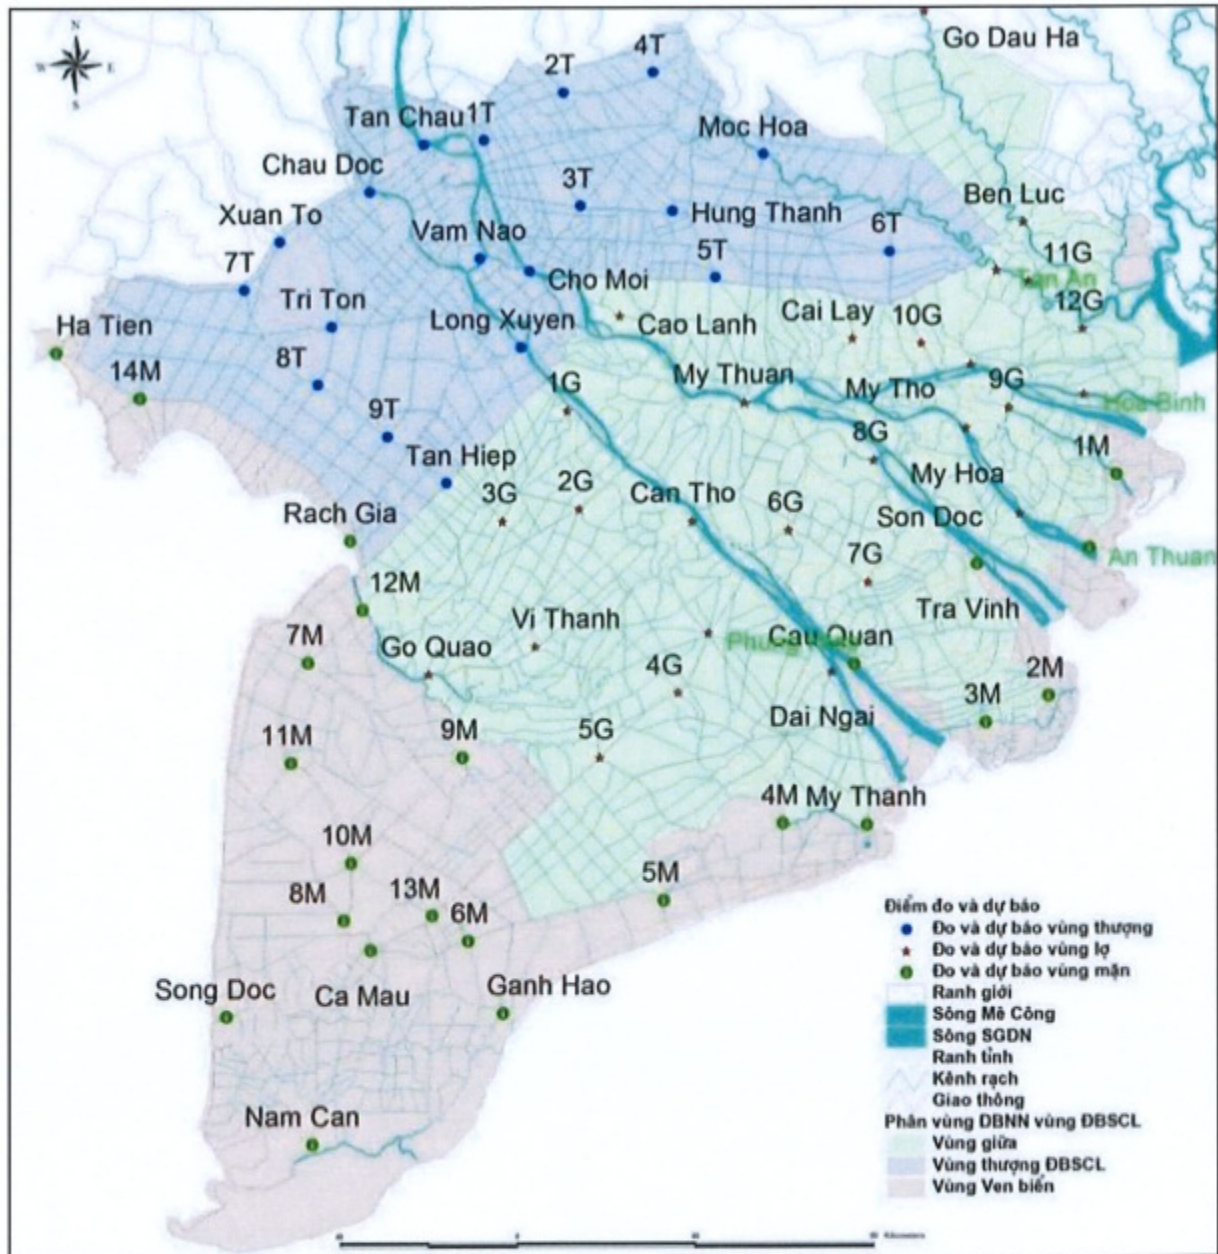 N
W
E
S
Go Dau Ha
4T
2T
Tan Chau
1T
Moc Hoa
Chau Doc
3T
Ben Luc
Xuan To
Vam Nao
Hung Thanh
6T
11G
7T
5T
Tan An
Cho Moi
Tri Ton
12G
Ha Tien
Long Xuyen
Cao Lanh
Cai Lay
10G
8T
14M
1G
My Thuan
My Tho
9G
Hoa Binh
9T
8G
1M
Tan Hiep
My Hoa
3G
2G
Can Tho
6G
Son Doc
Rach Gia
7G
An Thuan
12M
Tra Vinh
7M
Vi Thanh
Go Quao
Cau Quan
4G
2M
3M
Dai Ngai
11M
9M
5G
4M
My Thanh
10M
8M
13M
6M
5M
Song Doc
Ca Mau
Ganh Hao
Nam Can
Điểm đo và dự báo
Đo và dự báo vùng thượng
Đo và dự báo vùng lợ
Đo và dự báo vùng mặn
Ranh giới
Sông Mê Công
Sông SGDN
Ranh tỉnh
Kênh rạch
Giao thông
Phân vùng DBNN vùng ĐBSCL
Vùng giữa
Vùng thượng ĐBSCL
Vùng Ven biển
Kilometers